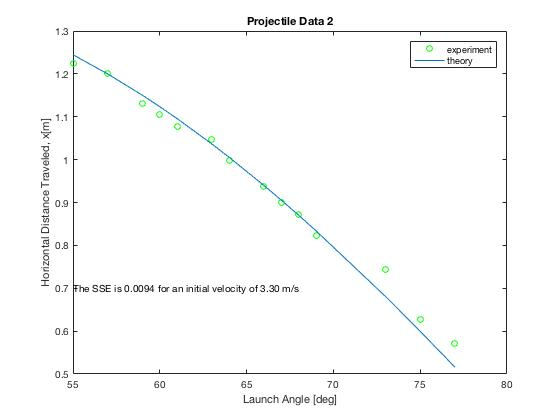 Projectile Data 2
1.3
experiment
theory
1.2
1.1
1
0.9
0.8
0.7
The SSE is 0.0094 for an initial velocity of 3.30 m/s
0.6
0.5
Horizontal Distance Traveled, x[m]
55
60
65
70
75
80
Launch Angle [deg]